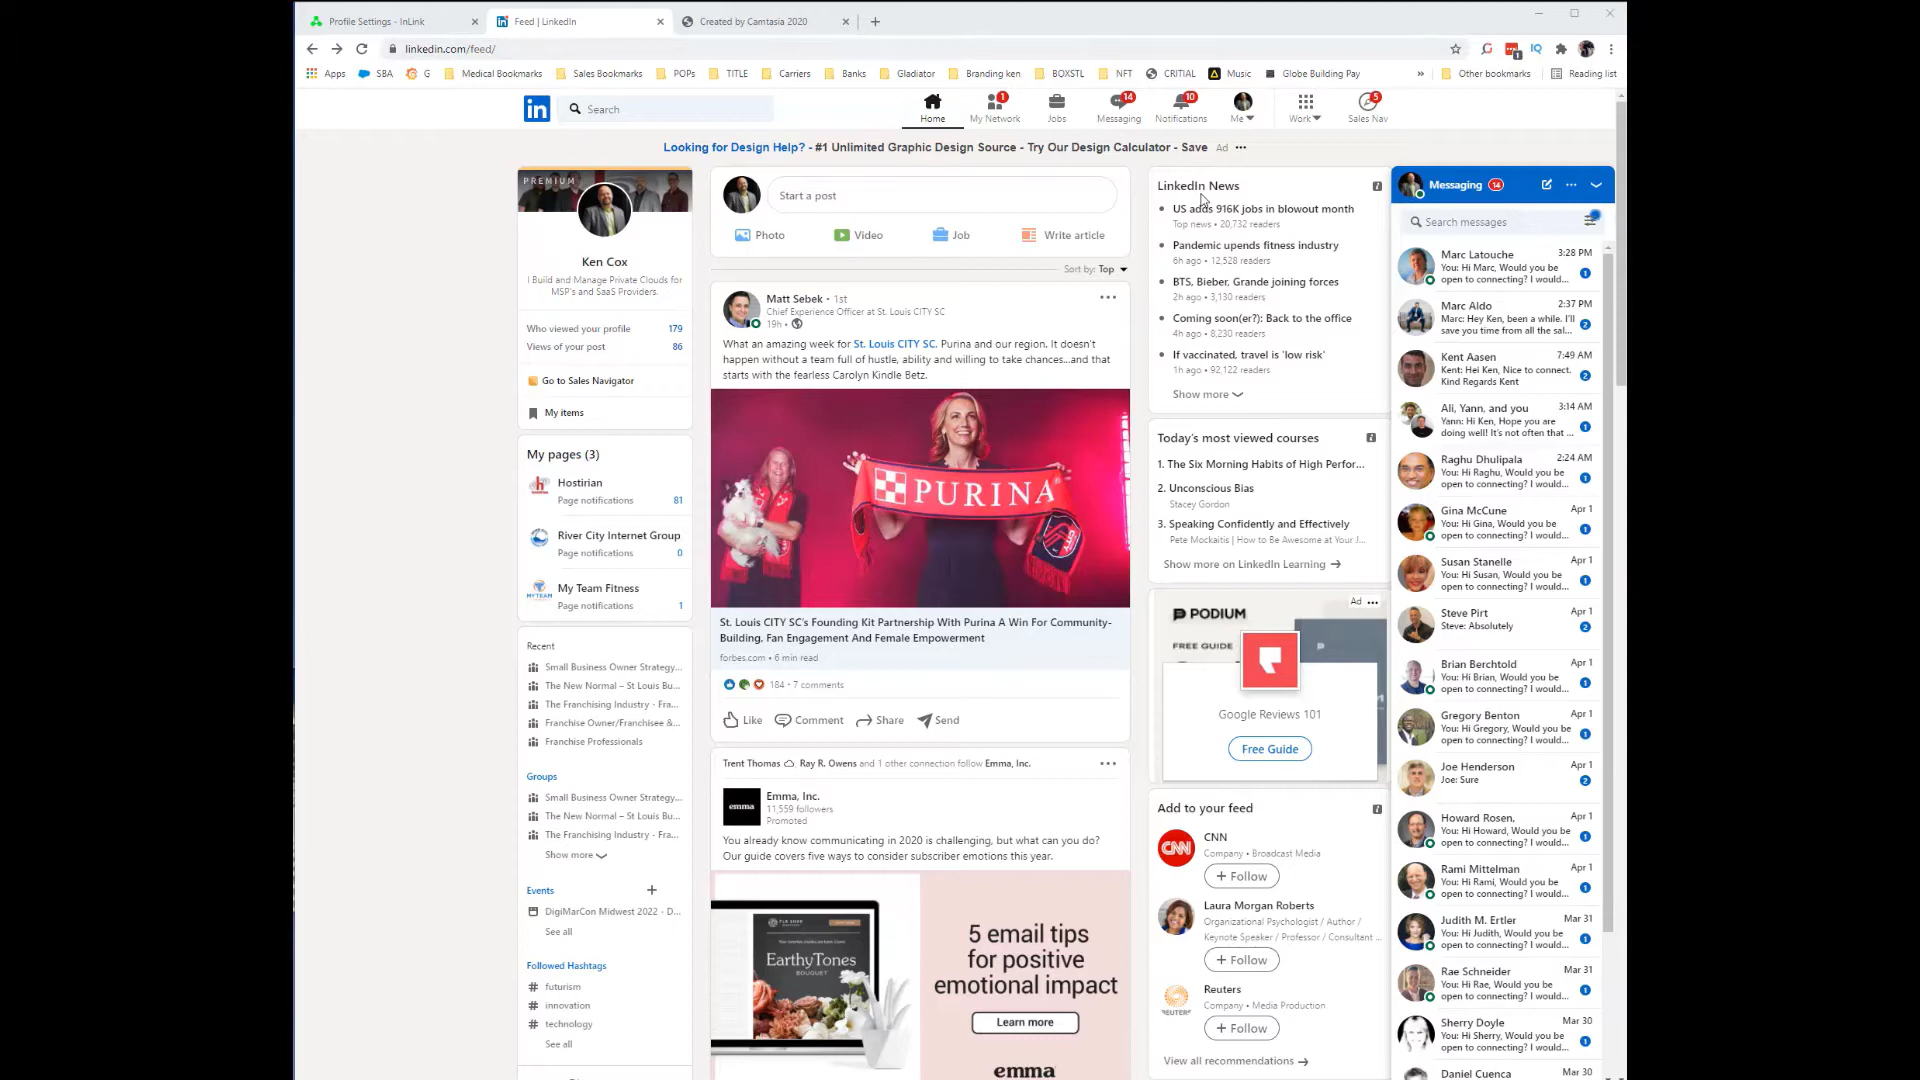 Profile Settings - InLink
Feed | LinkedIn
Created by Camtasia 2020
linkedin.com/feed/
Apps
SBA
G
Medical Bookmarks
Sales Bookmarks
POPs
TITLE
Carriers
Banks
Gladiator
Branding ken
BOXSTL
NFT
CRITIAL
Music
Globe Building Pay
Other bookmarks
Reading list
in
Search
Home
1
My Network
Jobs
14
Messaging
10
Notifications
Me
Work
5
Sales Nav
Looking for Design Help? - #1 Unlimited Graphic Design Source - Try Our Design Calculator - Save Ad
PREMIUM
Ken Cox
I Build and Manage Private Clouds for
MSP's and SaaS Providers.
Who viewed your profile 179
Views of your post 86
Go to Sales Navigator
My items
My pages (3)
Hostirian
Page notifications 81
River City Internet Group
Page notifications 0
My Team Fitness
Page notifications 1
Recent
Small Business Owner Strategy...
The New Normal – St Louis Bu...
The Franchising Industry - Fra...
Franchise Owner/Franchisee &...
Franchise Professionals
Groups
Small Business Owner Strategy...
The New Normal – St Louis Bu...
The Franchising Industry - Fra...
Show more
Events
DigiMarCon Midwest 2022 - D...
See all
Followed Hashtags
# futurism
# innovation
# technology
See all
Start a post
Photo
Video
Job
Write article
Sort by: Top
Matt Sebek • 1st
Chief Experience Officer at St. Louis CITY SC
19h •
What an amazing week for St. Louis CITY SC. Purina and our region. It doesn't
happen without a team full of hustle, ability and willing to take chances...and that
starts with the fearless Carolyn Kindle Betz.
PURINA
CITY
St. Louis CITY SC's Founding Kit Partnership With Purina A Win For Community-
Building, Fan Engagement And Female Empowerment
forbes.com • 6 min read
184 • 7 comments
Like
Comment
Share
Send
Trent Thomas Ray R. Owens and 1 other connection follow Emma, Inc.
emma
Emma, Inc.
11,559 followers
Promoted
You already know communicating in 2020 is challenging, but what can you do?
Our guide covers five ways to consider subscriber emotions this year.
EarthyTones
BOUQUET
5 email tips
for positive
emotional impact
Learn more
emma
LinkedIn News
US adds 916K jobs in blowout month
Top news • 20,732 readers
Pandemic upends fitness industry
6h ago • 12,528 readers
BTS, Bieber, Grande joining forces
2h ago • 3,130 readers
Coming soon(er?): Back to the office
4h ago • 8,230 readers
If vaccinated, travel is 'low risk'
1h ago • 92,122 readers
Show more
Today's most viewed courses
1. The Six Morning Habits of High Perfor...
2. Unconscious Bias
Stacey Gordon
3. Speaking Confidently and Effectively
Pete Mockaitis | How to Be Awesome at Your J...
Show more on LinkedIn Learning
Ad
PODIUM
FREE GUIDE
Google Reviews 101
Free Guide
Add to your feed
CNN
CNN
Company • Broadcast Media
+ Follow
Laura Morgan Roberts
Organizational Psychologist / Author /
Keynote Speaker / Professor / Consultant ...
+ Follow
REUTERS
Reuters
Company • Media Production
+ Follow
View all recommendations
Messaging 14
Search messages
Marc Latouche 3:28 PM
You: Hi Marc, Would you be
open to connecting? I would... 1
Marc Aldo 2:37 PM
Marc: Hey Ken, been a while. I'll
save you time from all the sal... 2
Kent Aasen 7:49 AM
Kent: Hei Ken, Nice to connect.
Kind Regards Kent 2
Ali, Yann, and you 3:14 AM
Yann: Hi Ken, Hope you are
doing well! It's not often that ... 1
Raghu Dhulipala 2:24 AM
You: Hi Raghu, Would you be
open to connecting? I would... 1
Gina McCune Apr 1
You: Hi Gina, Would you be
open to connecting? I would... 1
Susan Stanelle Apr 1
You: Hi Susan, Would you be
open to connecting? I would... 1
Steve Pirt Apr 1
Steve: Absolutely 2
Brian Berchtold Apr 1
You: Hi Brian, Would you be
open to connecting? I would... 1
Gregory Benton Apr 1
You: Hi Gregory, Would you be
open to connecting? I would... 1
Joe Henderson Apr 1
Joe: Sure 2
Howard Rosen, Apr 1
You: Hi Howard, Would you be
open to connecting? I would... 1
Rami Mittelman Apr 1
You: Hi Rami, Would you be
open to connecting? I would... 1
Judith M. Ertler Mar 31
You: Hi Judith, Would you be
open to connecting? I would... 1
Rae Schneider Mar 31
You: Hi Rae, Would you be
open to connecting? I would... 1
Sherry Doyle Mar 30
You: Hi Sherry, Would you be
open to connecting? I would... 1
Daniel Cuenca Mar 30